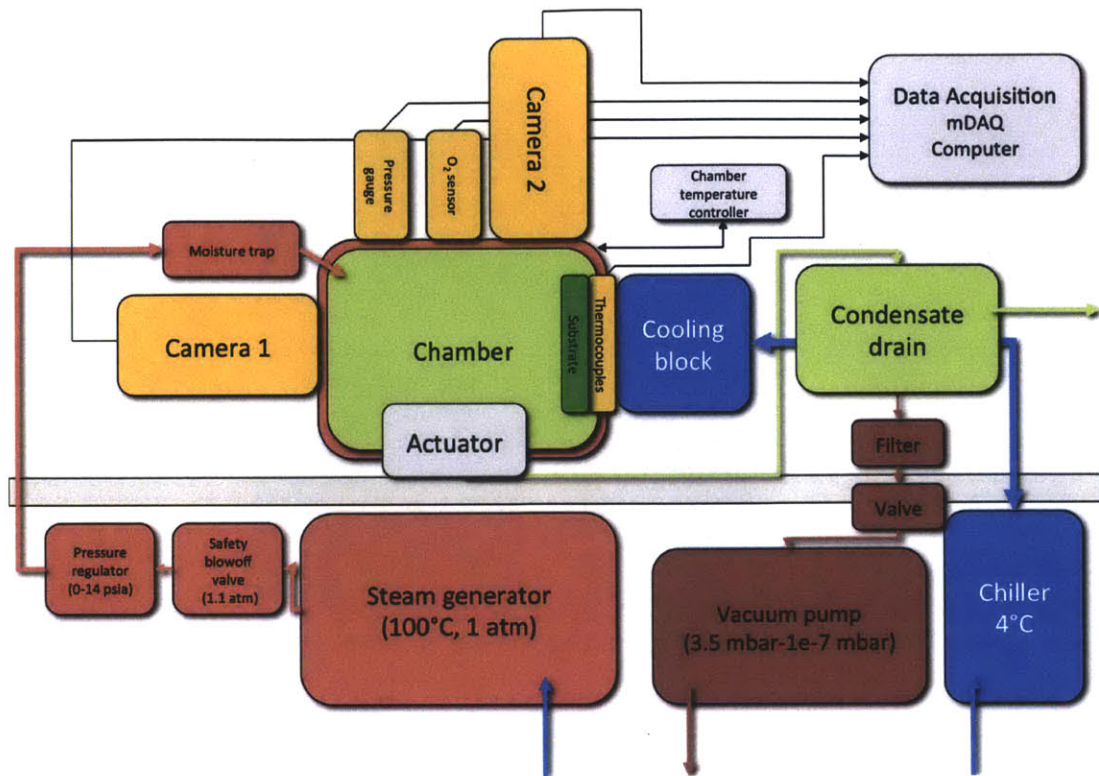 Camera 2
Data Acquisition
mDAQ
Computer
Pressure
gauge
O₂ sensor
Chamber
temperature
controller
Moisture trap
Camera 1
Chamber
Substrate
Thermocouples
Cooling
block
Condensate
drain
Actuator
Filter
Valve
Pressure
regulator
(0-14 psia)
Safety
blowoff
valve
(1.1 atm)
Steam generator
(100°C, 1 atm)
Vacuum pump
(3.5 mbar-1e-7 mbar)
Chiller
4°C